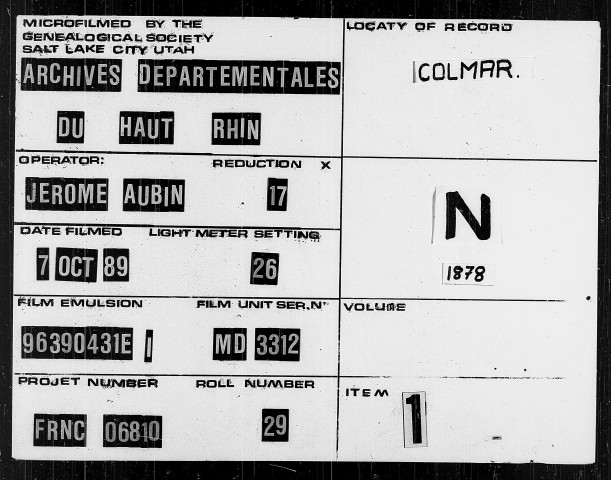 MICROFILMED BY THE
GENEALOGICAL SOCIETY
SALT LAKE CITY UTAH
ARCHIVES DEPARTEMENTALES
DU HAUT RHIN
LOCATY OF RECORD
COLMAR.
OPERATOR: REDUCTION X
JEROME AUBIN 17
N
1878
DATE FILMED LIGHT METER SETTING
7 OCT 89 26
FILM EMULSION FILM UNIT SER.N°
96390431E 1 MD 3312
VOLUME
PROJET NUMBER ROLL NUMBER
FRNC 06810 29
ITEM 1